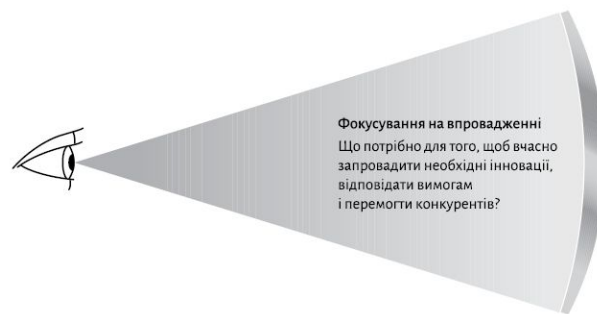 Фокусування на впровадженні
Що потрібно для того, щоб вчасно
запровадити необхідні інновації,
відповідати вимогам
і перемогти конкурентів?